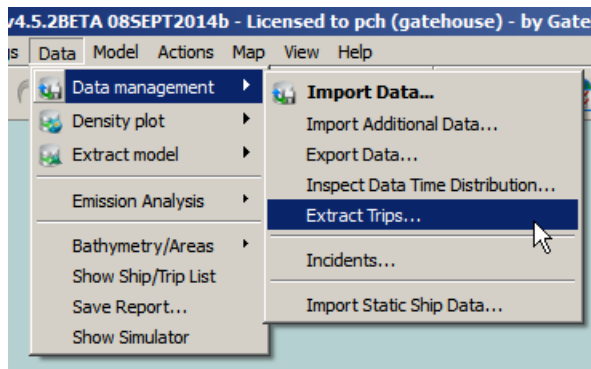 v4.5.2BETA 08SEPT2014b - Licensed to pch (gatehouse) - by Gate
us Data Model Actions Map View Help
Data management
Density plot
Extract model
Emission Analysis
Bathymetry/Areas
Show Ship/Trip List
Save Report...
Show Simulator
Import Data...
Import Additional Data...
Export Data...
Inspect Data Time Distribution...
Extract Trips...
Incidents...
Import Static Ship Data...